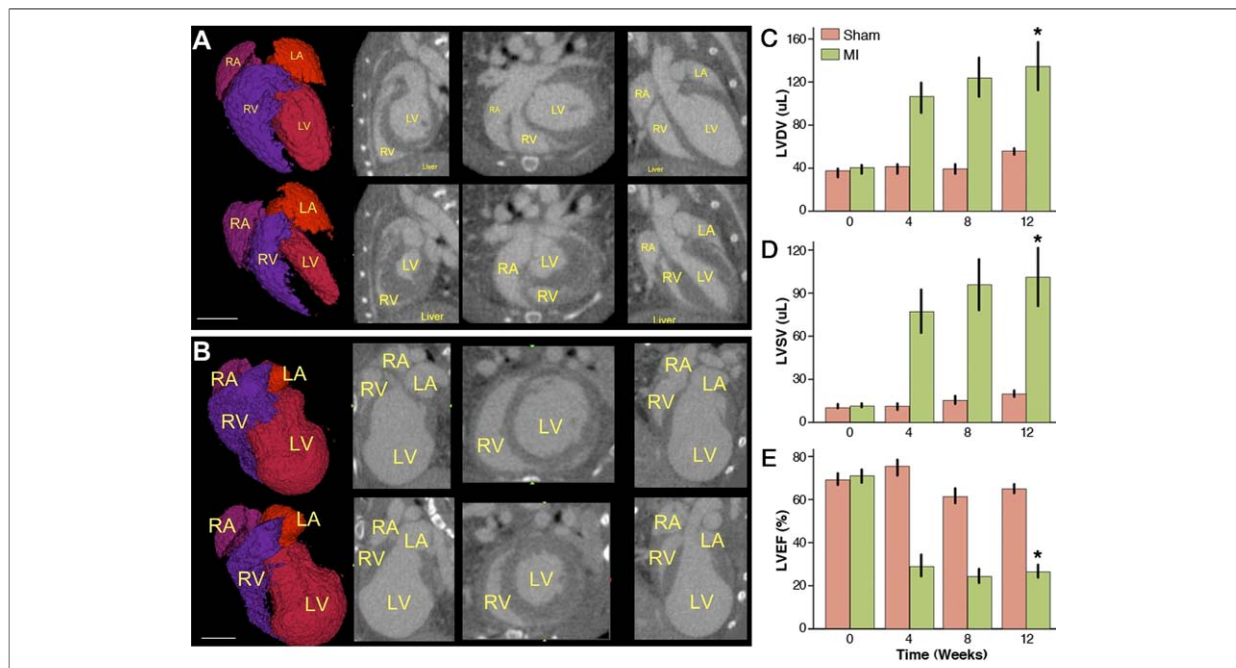 A
RA
LA
RV
LV
LV
RV
Liver
RA
LV
RV
LA
RA
RV
LV
Liver
RA
LA
RV
LV
LV
RV
Liver
RA
LV
RV
LA
RA
RV
LV
Liver
B
RA
LA
RV
LV
RA
RV
LA
LV
RV
LV
RA
LA
RV
LV
RA
LA
RV
LV
RA
LA
RV
LV
LV
RV
RA
LA
RV
LV
C
Sham
MI
*
LVDV (uL)
160
120
80
40
0
0 4 8 12
D
*
LVSV (uL)
120
90
60
30
0
0 4 8 12
E
*
LVEF (%)
80
60
40
20
0
0 4 8 12
Time (Weeks)